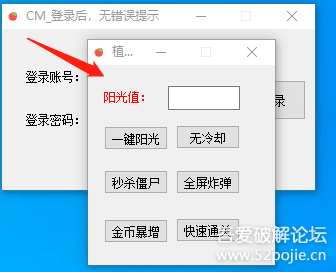 CM_登录后，无错误提示
植...
登录账号：
阳光值：
录
登录密码：
一键阳光
无冷却
秒杀僵尸
全屏炸弹
金币暴增
快速通关
吾爱破解论坛
www.52pojie.cn